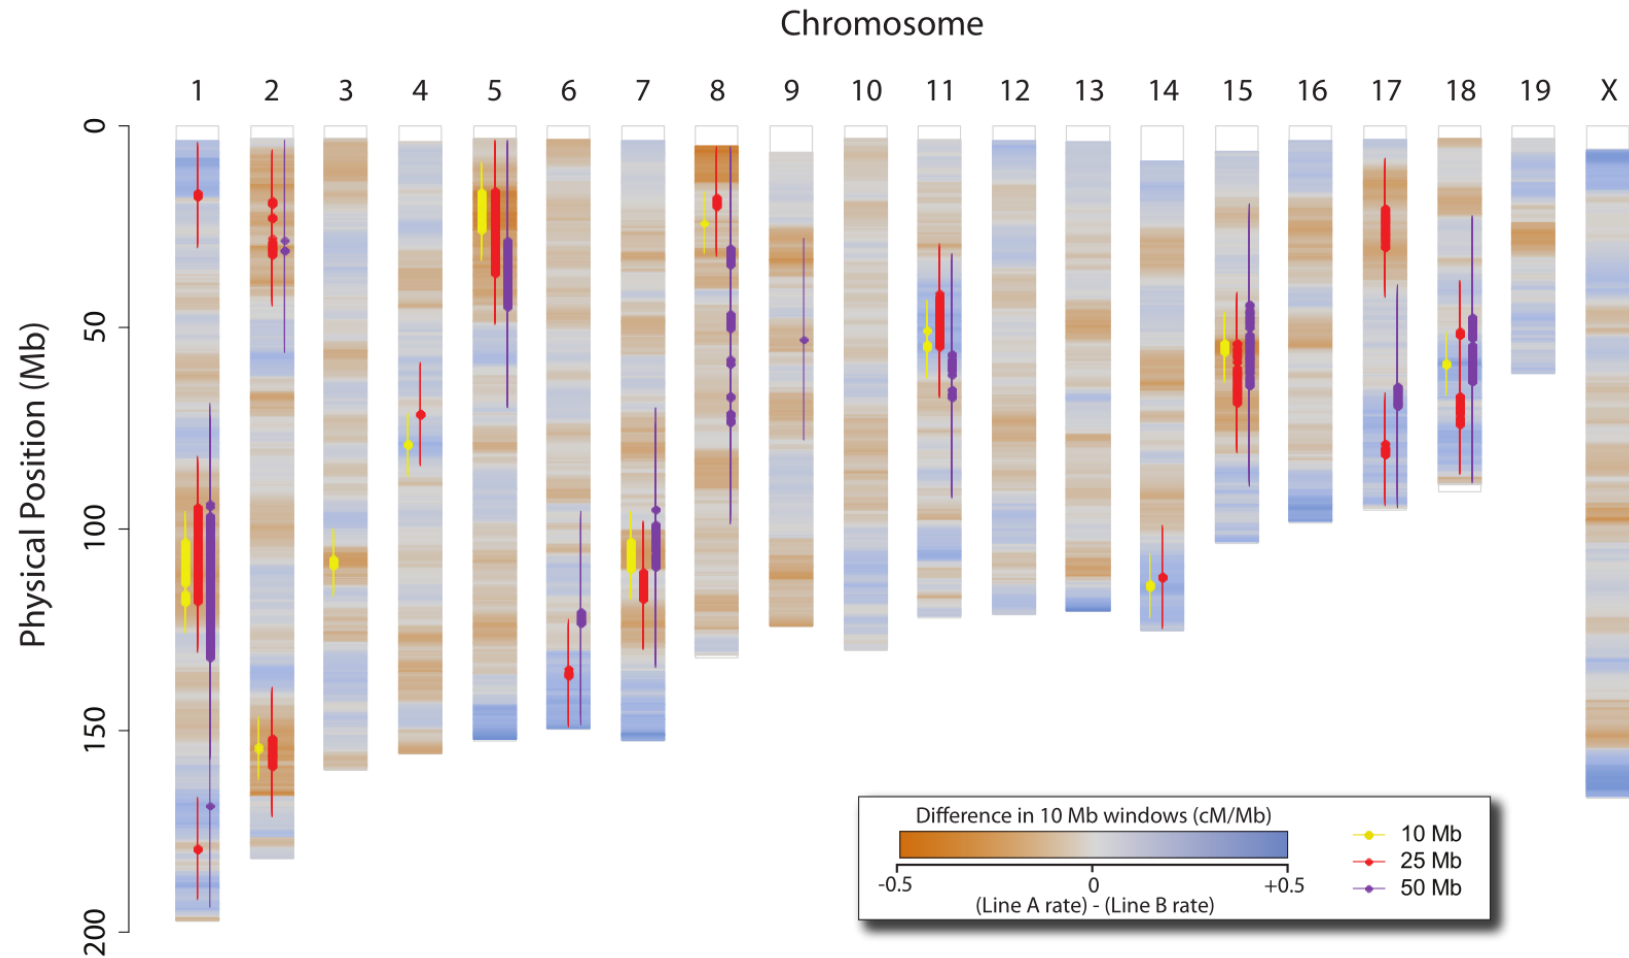 Chromosome
1 2 3 4 5 6 7 8 9 10 11 12 13 14 15 16 17 18 19 X
Physical Position (Mb)
0
50
100
150
200
Difference in 10 Mb windows (cM/Mb)
-0.5 0 +0.5
(Line A rate) - (Line B rate)
10 Mb
25 Mb
50 Mb